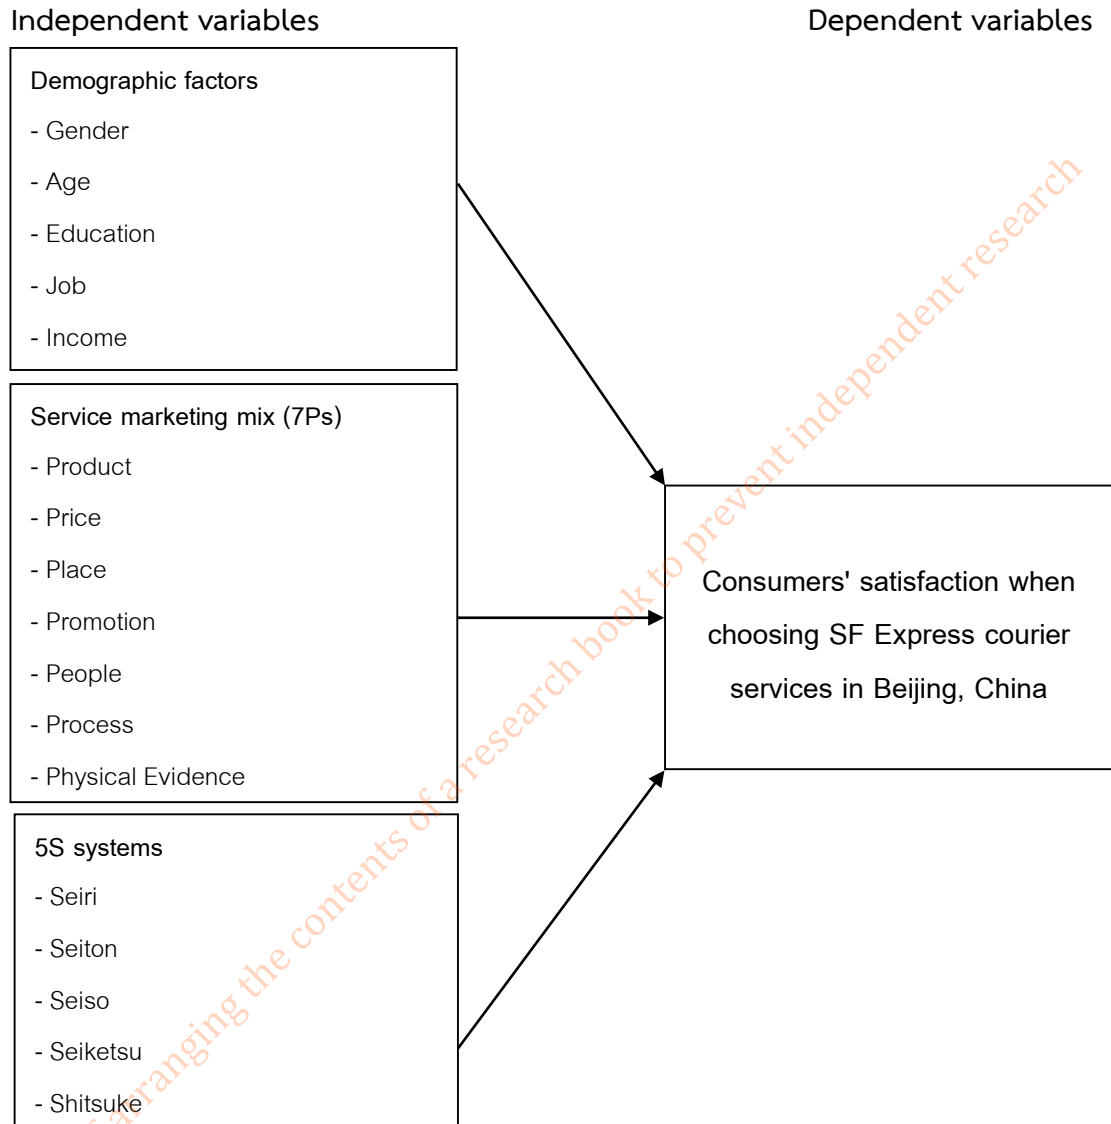 Independent variables
Dependent variables
Demographic factors
- Gender
- Age
- Education
- Job
- Income
Service marketing mix (7Ps)
- Product
- Price
- Place
- Promotion
- People
- Process
- Physical Evidence
5S systems
- Seiri
- Seiton
- Seiso
- Seiketsu
- Shitsuke
Consumers' satisfaction when
choosing SF Express courier
services in Beijing, China
arranging the contents of a research book to prevent independent research